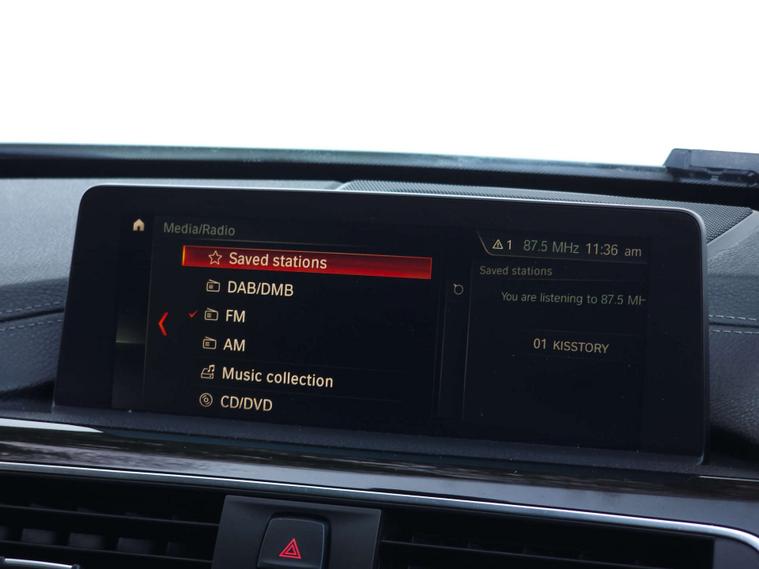 Media/Radio
1 87.5 MHz 11:36 am
Saved stations
DAB/DMB
FM
AM
Music collection
CD/DVD
Saved stations
You are listening to 87.5 MH
01 KISSTORY